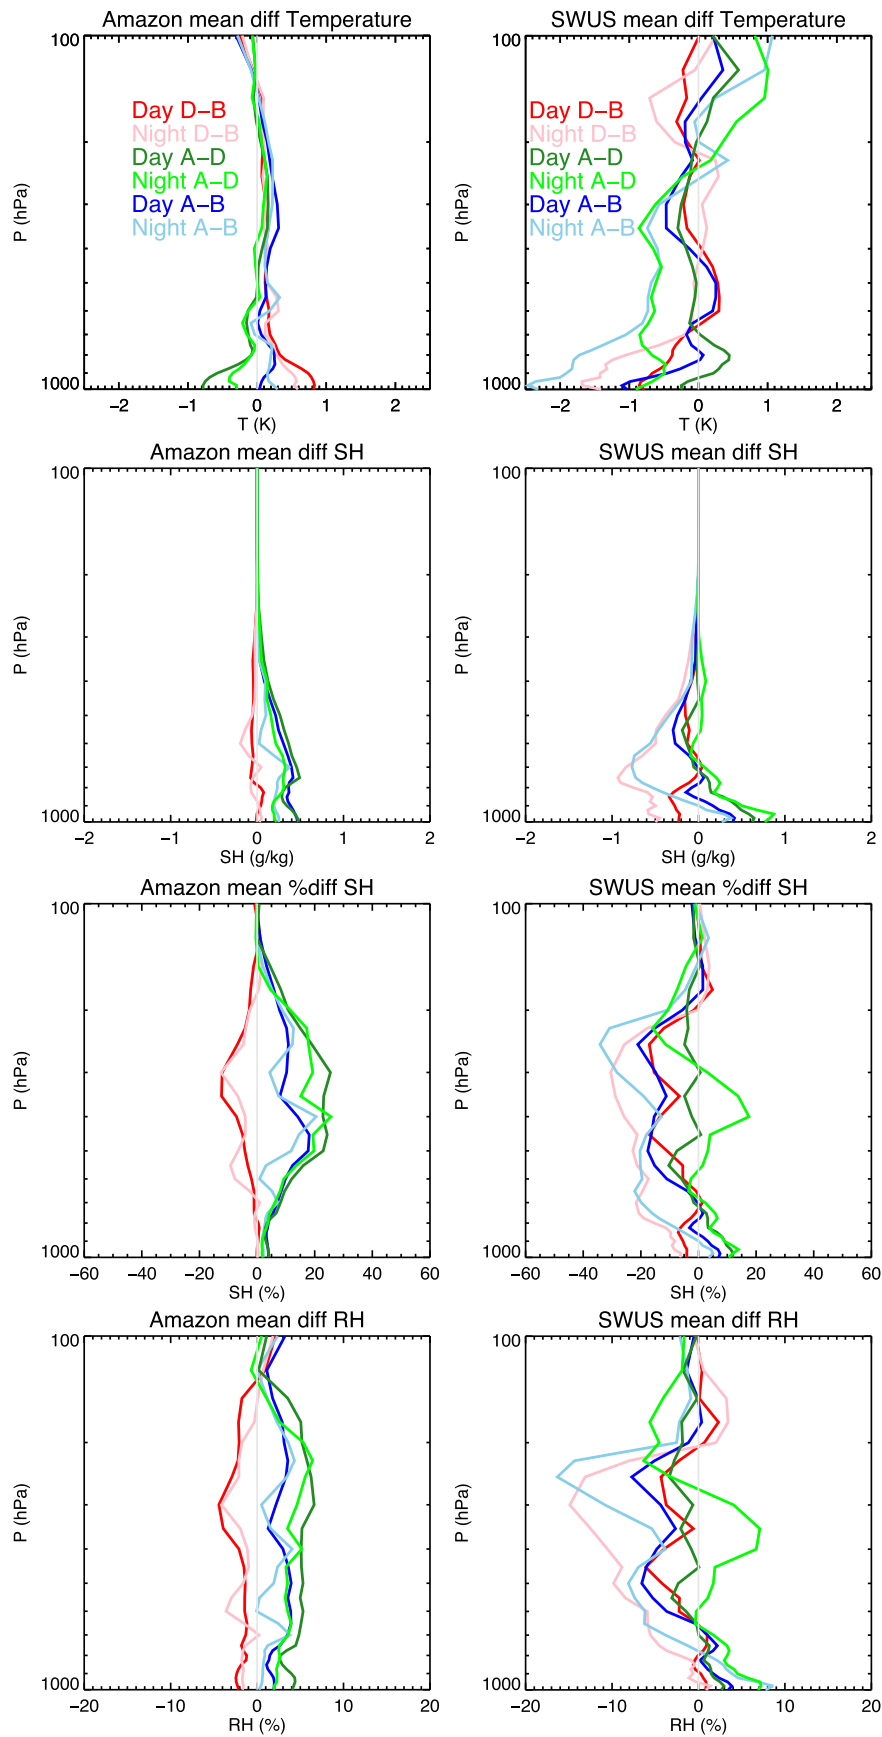 Amazon mean diff Temperature
100
P (hPa)
1000
Day D−B
Night D−B
Day A−D
Night A−D
Day A−B
Night A−B
−2 −1 0 1 2
T (K)
SWUS mean diff Temperature
100
P (hPa)
1000
Day D−B
Night D−B
Day A−D
Night A−D
Day A−B
Night A−B
−2 −1 0 1 2
T (K)
Amazon mean diff SH
100
P (hPa)
1000
−2 −1 0 1 2
SH (g/kg)
SWUS mean diff SH
100
P (hPa)
1000
−2 −1 0 1 2
SH (g/kg)
Amazon mean %diff SH
100
P (hPa)
1000
−60 −40 −20 0 20 40 60
SH (%)
SWUS mean %diff SH
100
P (hPa)
1000
−60 −40 −20 0 20 40 60
SH (%)
Amazon mean diff RH
100
P (hPa)
1000
−20 −10 0 10 20
RH (%)
SWUS mean diff RH
100
P (hPa)
1000
−20 −10 0 10 20
RH (%)